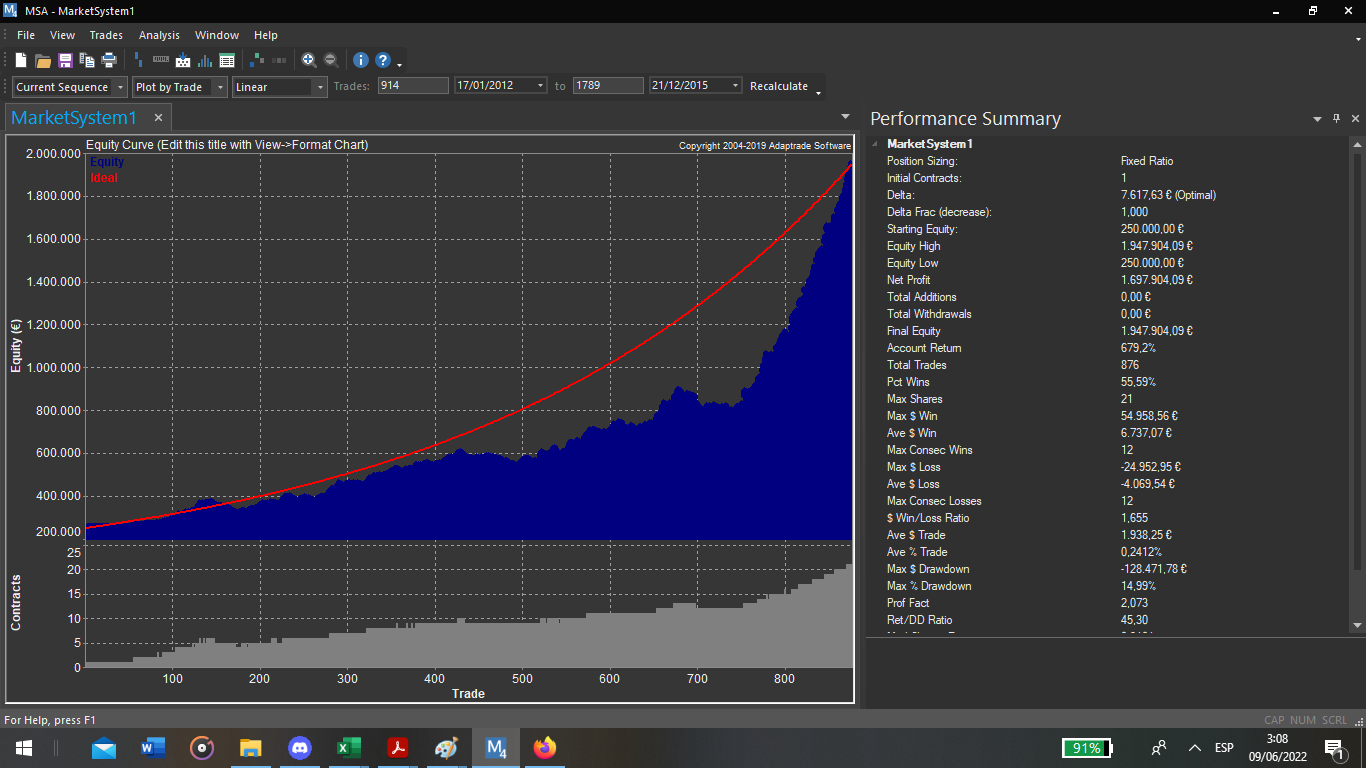 MSA - MarketSystem1
File View Trades Analysis Window Help
Current Sequence Plot by Trade Linear Trades: 914 17/01/2012 to 1789 21/12/2015 Recalculate
MarketSystem1
Equity Curve (Edit this title with View->Format Chart)
Copyright 2004-2019 Adaptrade Software
Equity
Ideal
2.000.000
1.800.000
1.600.000
1.400.000
1.200.000
1.000.000
800.000
600.000
400.000
200.000
Equity (€)
25
20
15
10
5
0
Contracts
100 200 300 400 500 600 700 800
Trade
Performance Summary
MarketSystem1
Position Sizing: Fixed Ratio
Initial Contracts: 1
Delta: 7.617,63 € (Optimal)
Delta Frac (decrease): 1,000
Starting Equity: 250.000,00 €
Equity High 1.947.904,09 €
Equity Low 250.000,00 €
Net Profit 1.697.904,09 €
Total Additions 0,00 €
Total Withdrawals 0,00 €
Final Equity 1.947.904,09 €
Account Return 679,2%
Total Trades 876
Pct Wins 55,59%
Max Shares 21
Max $ Win 54.958,56 €
Ave $ Win 6.737,07 €
Max Consec Wins 12
Max $ Loss -24.952,95 €
Ave $ Loss -4.069,54 €
Max Consec Losses 12
$ Win/Loss Ratio 1,655
Ave $ Trade 1.938,25 €
Ave % Trade 0,2412%
Max $ Drawdown -128.471,78 €
Max % Drawdown 14,99%
Prof Fact 2,073
Ret/DD Ratio 45,30
For Help, press F1
CAP NUM SCRL
91%
ESP
3:08
09/06/2022
1